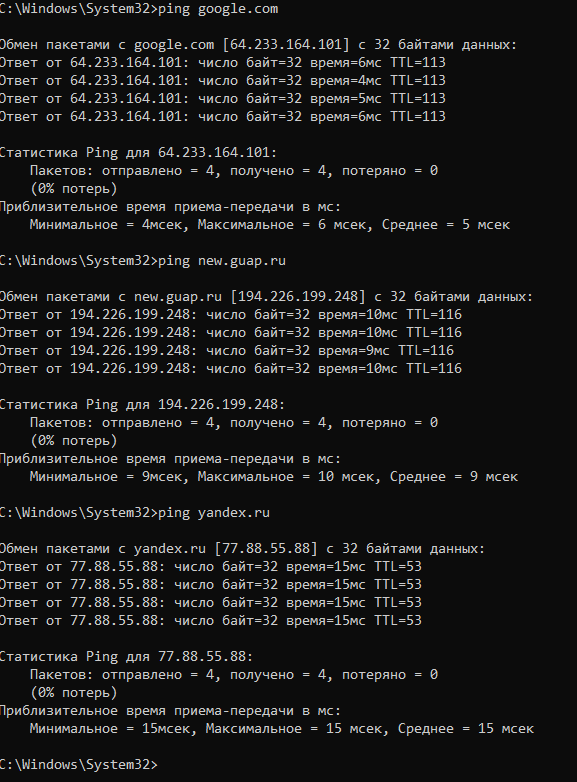 C:\Windows\System32>ping google.com
Обмен пакетами с google.com [64.233.164.101] с 32 байтами данных:
Ответ от 64.233.164.101: число байт=32 время=6мс TTL=113
Ответ от 64.233.164.101: число байт=32 время=4мс TTL=113
Ответ от 64.233.164.101: число байт=32 время=5мс TTL=113
Ответ от 64.233.164.101: число байт=32 время=6мс TTL=113
Статистика Ping для 64.233.164.101:
    Пакетов: отправлено = 4, получено = 4, потеряно = 0
    (0% потерь)
Приблизительное время приема-передачи в мс:
    Минимальное = 4мсек, Максимальное = 6 мсек, Среднее = 5 мсек
C:\Windows\System32>ping new.guap.ru
Обмен пакетами с new.guap.ru [194.226.199.248] с 32 байтами данных:
Ответ от 194.226.199.248: число байт=32 время=10мс TTL=116
Ответ от 194.226.199.248: число байт=32 время=10мс TTL=116
Ответ от 194.226.199.248: число байт=32 время=9мс TTL=116
Ответ от 194.226.199.248: число байт=32 время=10мс TTL=116
Статистика Ping для 194.226.199.248:
    Пакетов: отправлено = 4, получено = 4, потеряно = 0
    (0% потерь)
Приблизительное время приема-передачи в мс:
    Минимальное = 9мсек, Максимальное = 10 мсек, Среднее = 9 мсек
C:\Windows\System32>ping yandex.ru
Обмен пакетами с yandex.ru [77.88.55.88] с 32 байтами данных:
Ответ от 77.88.55.88: число байт=32 время=15мс TTL=53
Ответ от 77.88.55.88: число байт=32 время=15мс TTL=53
Ответ от 77.88.55.88: число байт=32 время=15мс TTL=53
Ответ от 77.88.55.88: число байт=32 время=15мс TTL=53
Статистика Ping для 77.88.55.88:
    Пакетов: отправлено = 4, получено = 4, потеряно = 0
    (0% потерь)
Приблизительное время приема-передачи в мс:
    Минимальное = 15мсек, Максимальное = 15 мсек, Среднее = 15 мсек
C:\Windows\System32>